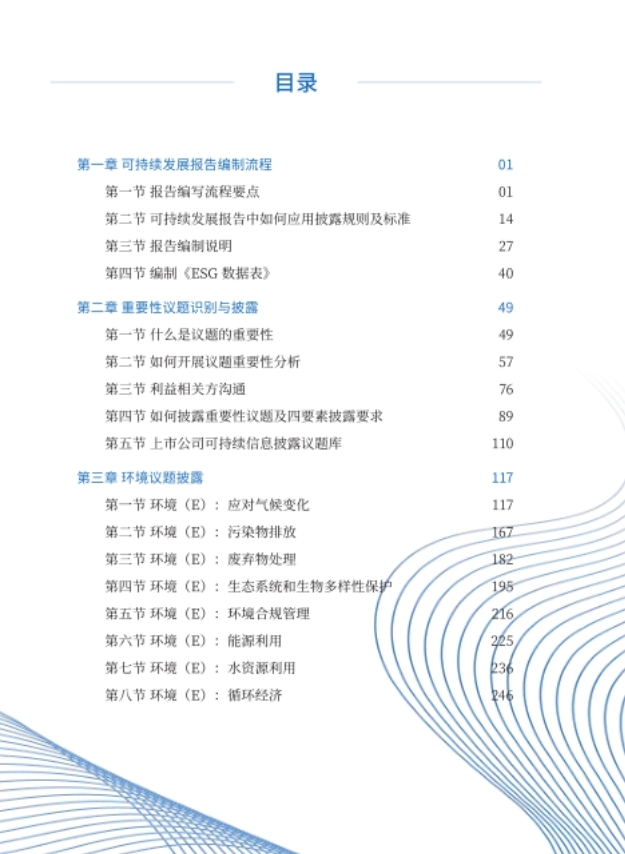 目录
第一章 可持续发展报告编制流程 01
第一节 报告编写流程要点 01
第二节 可持续发展报告中如何应用披露规则及标准 14
第三节 报告编制说明 27
第四节 编制《ESG 数据表》 40
第二章 重要性议题识别与披露 49
第一节 什么是议题的重要性 49
第二节 如何开展议题重要性分析 57
第三节 利益相关方沟通 76
第四节 如何披露重要性议题及四要素披露要求 89
第五节 上市公司可持续信息披露议题库 110
第三章 环境议题披露 117
第一节 环境（E）：应对气候变化 117
第二节 环境（E）：污染物排放 167
第三节 环境（E）：废弃物处理 182
第四节 环境（E）：生态系统和生物多样性保护 195
第五节 环境（E）：环境合规管理 216
第六节 环境（E）：能源利用 225
第七节 环境（E）：水资源利用 236
第八节 环境（E）：循环经济 246